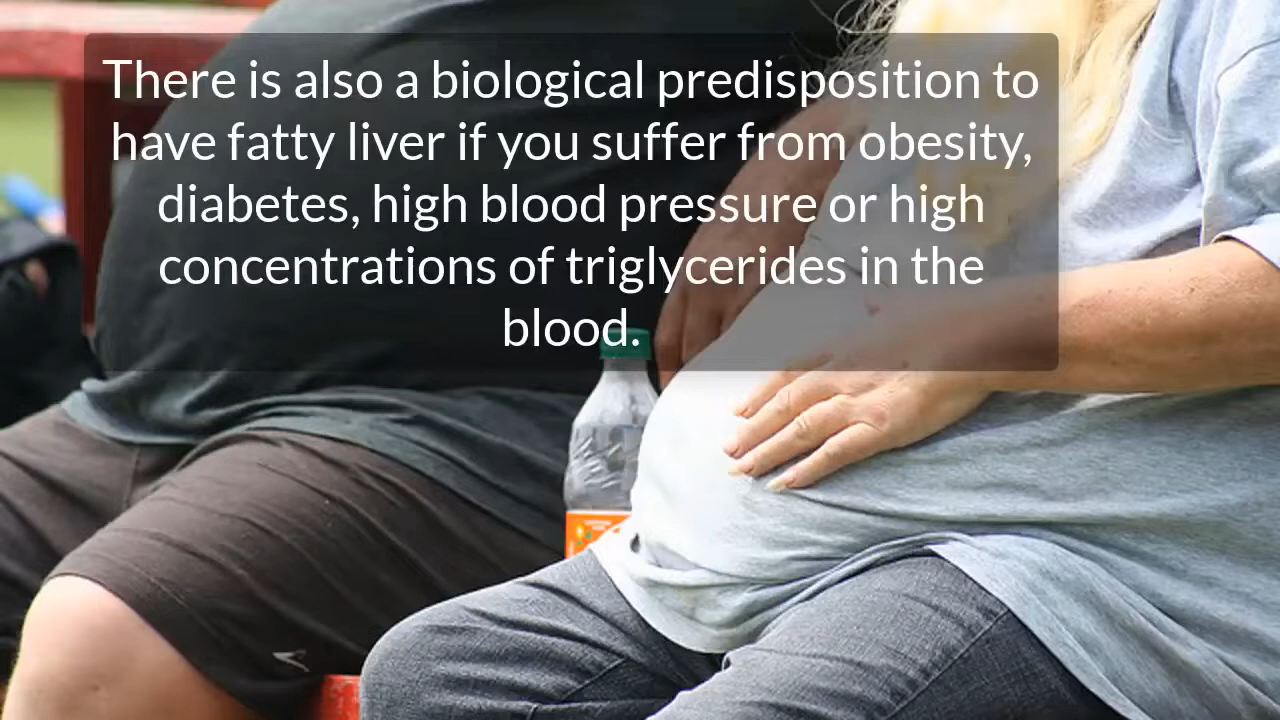 There is also a biological predisposition to
have fatty liver if you suffer from obesity,
diabetes, high blood pressure or high
concentrations of triglycerides in the
blood.